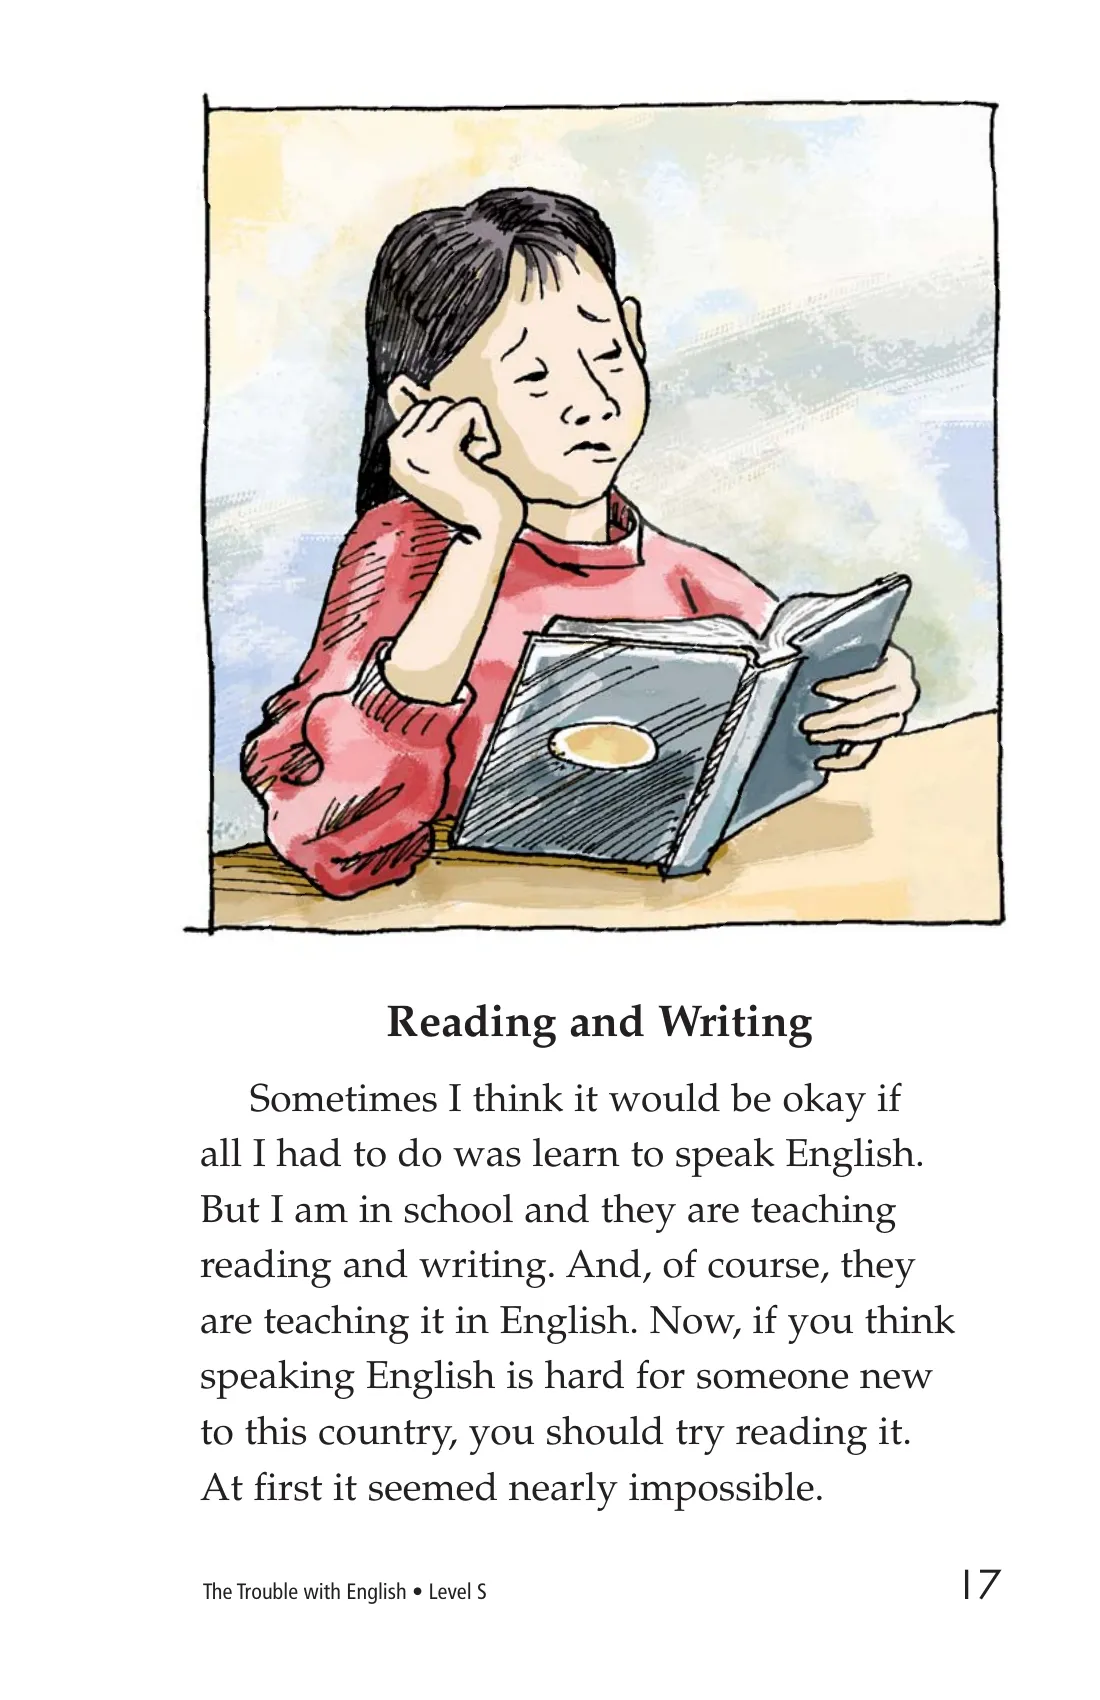 Reading and Writing
Sometimes I think it would be okay if
all I had to do was learn to speak English.
But I am in school and they are teaching
reading and writing. And, of course, they
are teaching it in English. Now, if you think
speaking English is hard for someone new
to this country, you should try reading it.
At first it seemed nearly impossible.
The Trouble with English • Level S
17